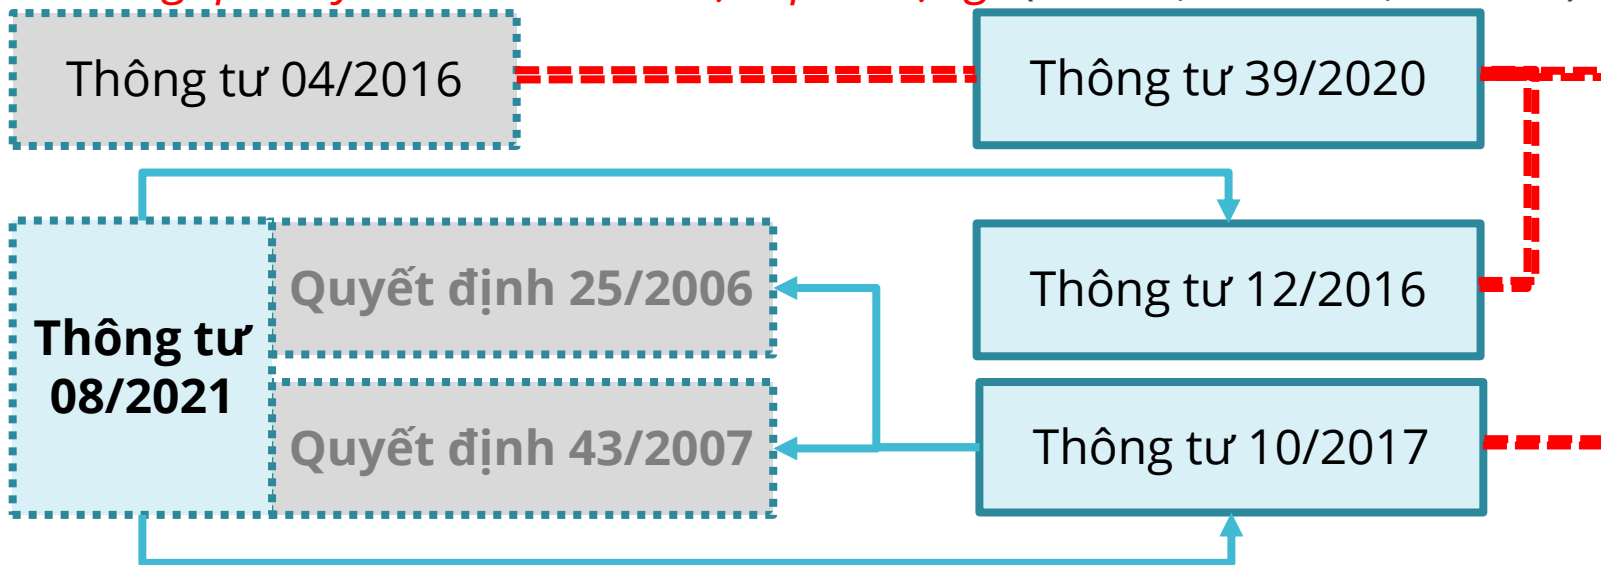 Thông tư 04/2016
Thông tư 39/2020
Quyết định 25/2006
Thông tư 12/2016
Thông tư
08/2021
Quyết định 43/2007
Thông tư 10/2017